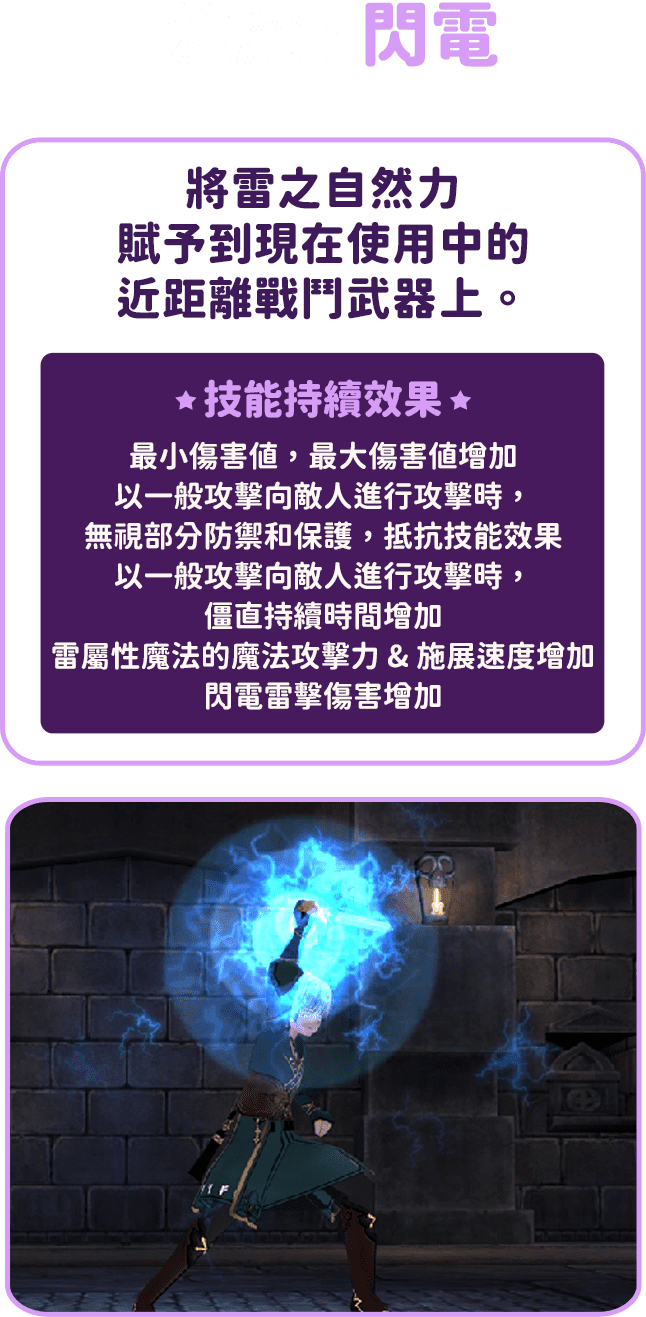 閃電
將雷之自然力
賦予到現在使用中的
近距離戰鬥武器上。
★技能持續效果★
最小傷害值，最大傷害值增加
以一般攻擊向敵人進行攻擊時，
無視部分防禦和保護，抵抗技能效果
以一般攻擊向敵人進行攻擊時，
僵直持續時間增加
雷屬性魔法的魔法攻擊力 & 施展速度增加
閃電雷擊傷害增加